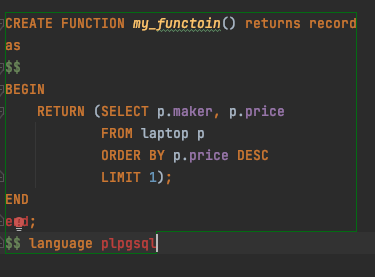 CREATE FUNCTION my_functoin() returns record
as
$$
BEGIN
    RETURN (SELECT p.maker, p.price
            FROM laptop p
            ORDER BY p.price DESC
            LIMIT 1);
END
end;
$$ language plpgsql